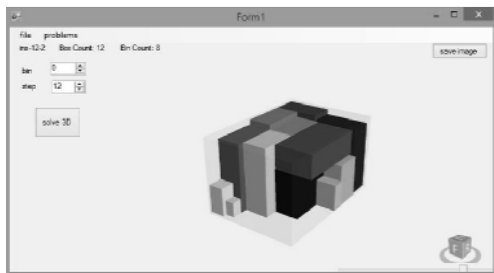 Form1
file problems
ins-12-2 Box Count: 12 Bin Count: 8
save image
bin 0
step 12
solve 3D